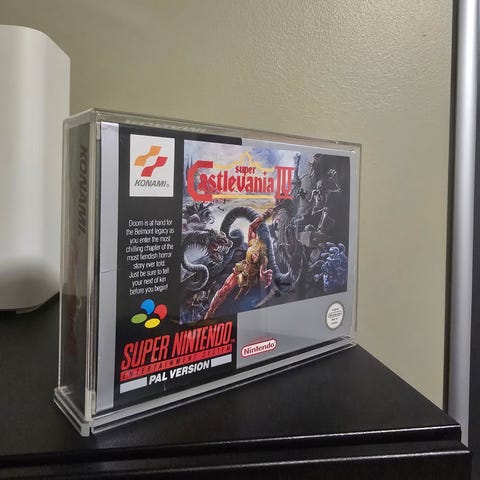 KONAMI
KONAMI®
super
Castlevania IV
Doom is at hand for
the Belmont legacy as
you enter the most
chilling chapter of the
most fiendish horror
story ever told.
Just be sure to tell
your next of kin
before you begin!
SUPER NINTENDO
ENTERTAINMENT SYSTEM
PAL VERSION
Nintendo